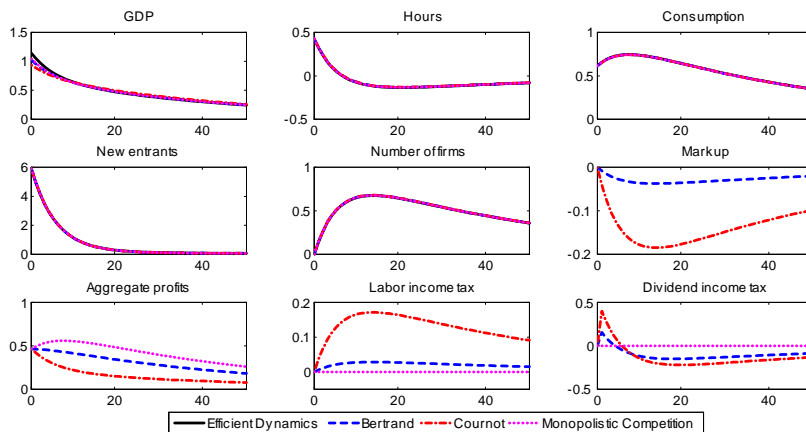 GDP Hours Consumption
1.5 0.5 1
1
0 0.5
0.5
0 -0.5 0
0 20 40 0 20 40 0 20 40
New entrants Number of firms Markup
6 1 0
4
0.5 -0.1
2
0 0 -0.2
0 20 40 0 20 40 0 20 40
Aggregate profits Labor income tax Dividend income tax
1 0.2 0.5
0.5 0.1 0
0 0 -0.5
0 20 40 0 20 40 0 20 40
Efficient Dynamics Bertrand Cournot Monopolistic Competition